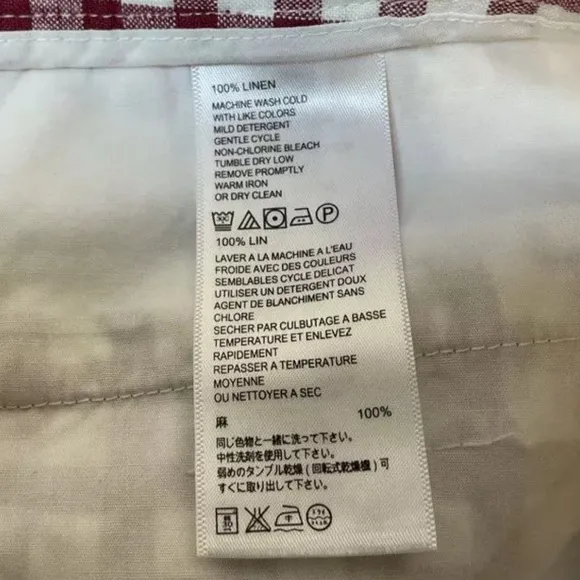 100% LINEN
MACHINE WASH COLD
WITH LIKE COLORS
MILD DETERGENT
GENTLE CYCLE
NON-CHLORINE BLEACH
TUMBLE DRY LOW
REMOVE PROMPTLY
WARM IRON
OR DRY CLEAN
P
100% LIN
LAVER A LA MACHINE A L'EAU
FROIDE AVEC DES COULEURS
SEMBLABLES CYCLE DELICAT
UTILISER UN DETERGENT DOUX
AGENT DE BLANCHIMENT SANS
CHLORE
SECHER PAR CULBUTAGE A BASSE
TEMPERATURE ET ENLEVEZ
RAPIDEMENT
REPASSER A TEMPERATURE
MOYENNE
OU NETTOYER A SEC
麻 100%
同じ色物と一緒に洗って下さい。
中性洗剤を使用して下さい。
弱めのタンブル乾燥(回転式乾燥機)可
すぐに取り出して下さい。